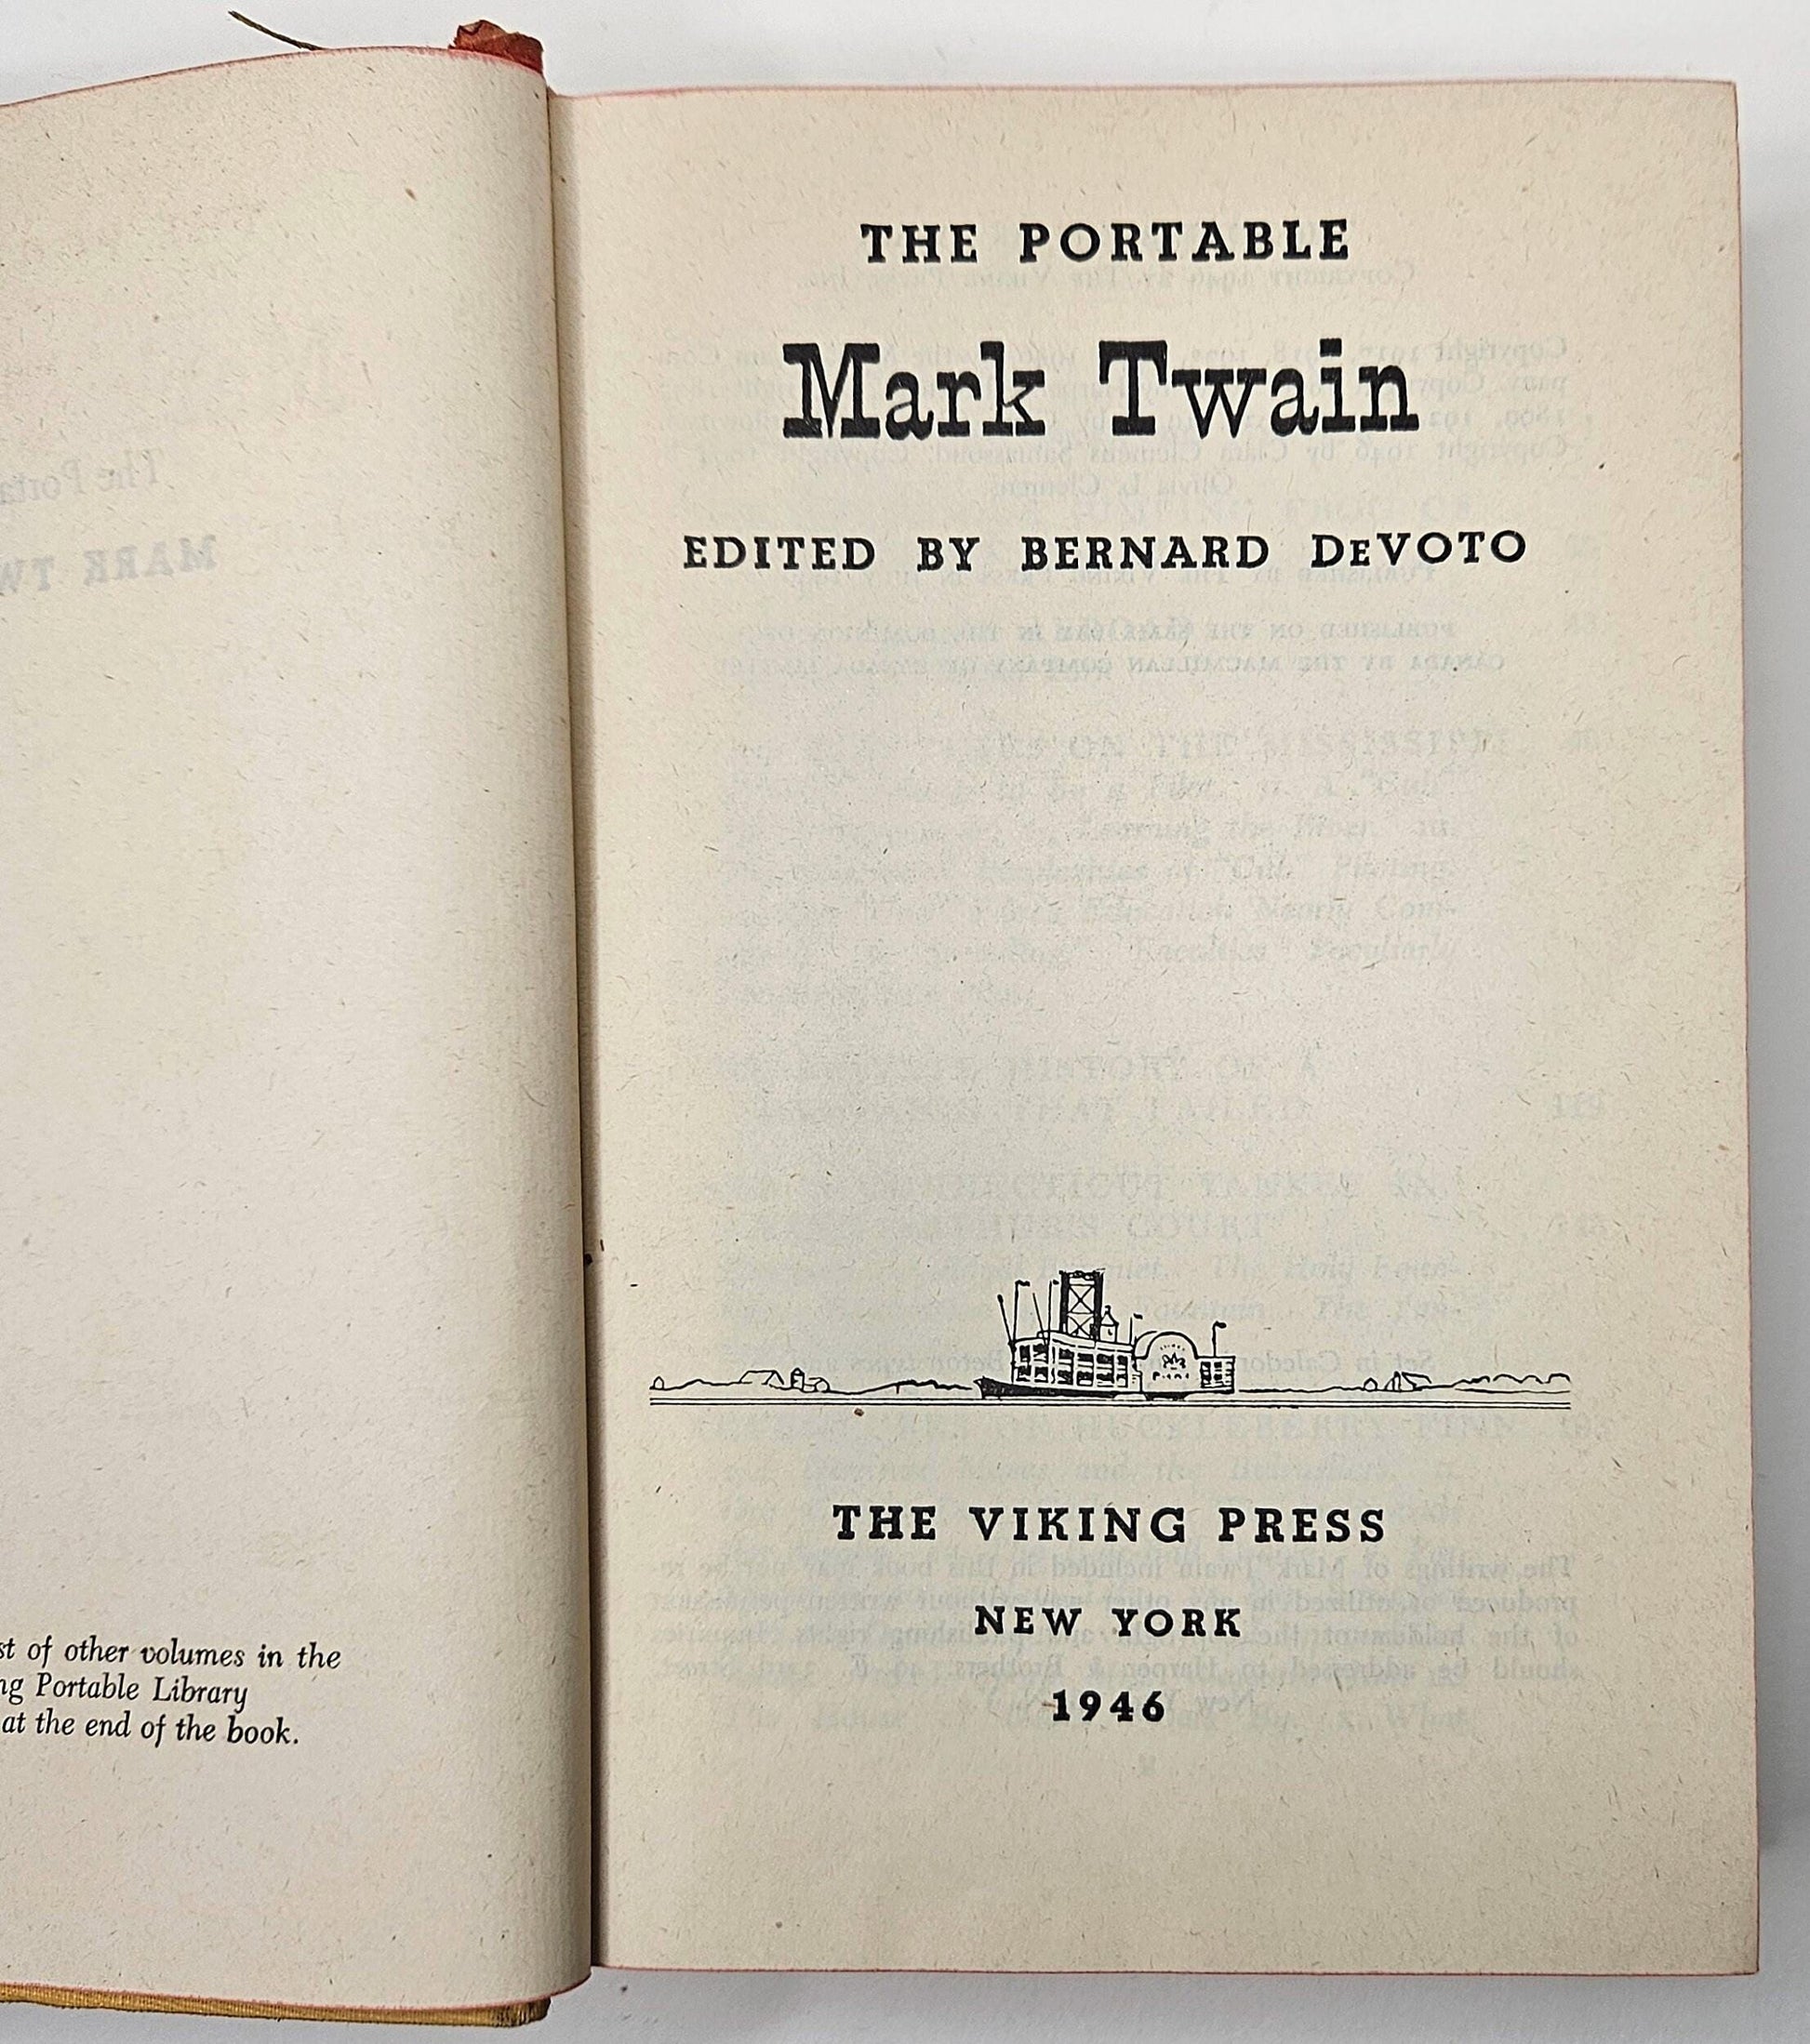 st of other volumes in the
ng Portable Library
at the end of the book.
THE PORTABLE
Mark Twain
EDITED BY BERNARD DeVOTO
THE VIKING PRESS
NEW YORK
1946